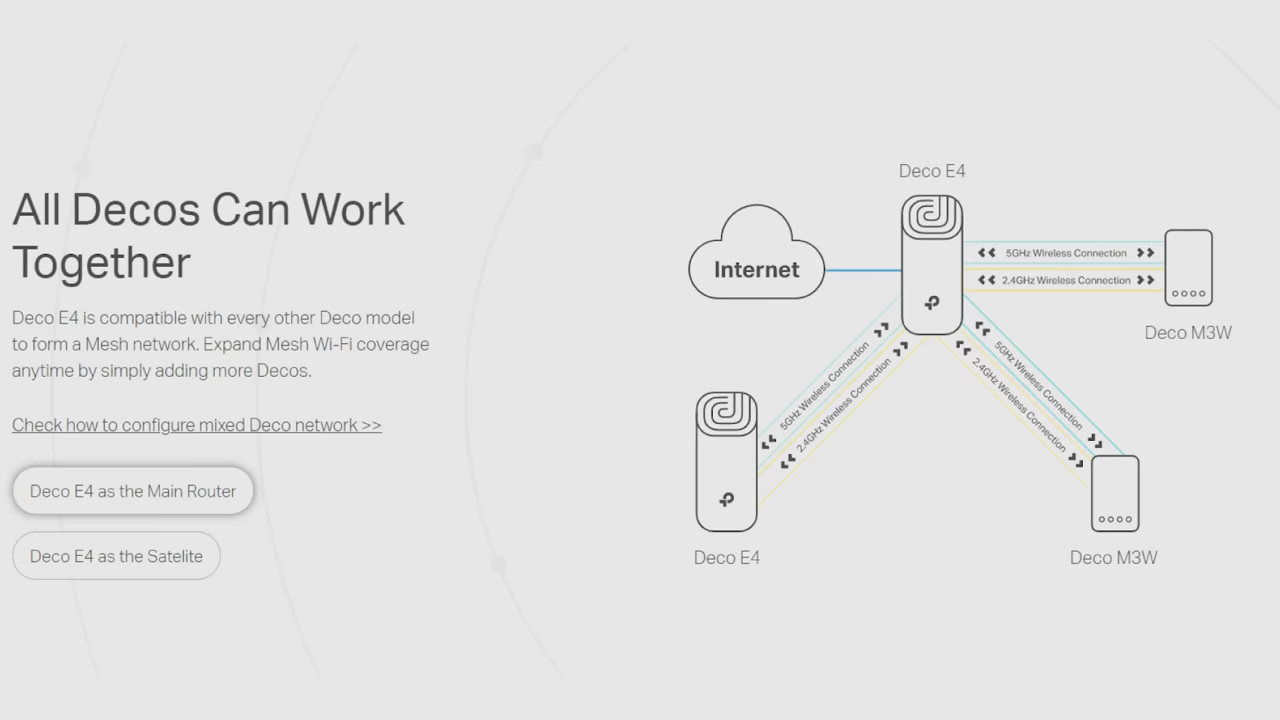 All Decos Can Work
Together
Deco E4 is compatible with every other Deco model
to form a Mesh network. Expand Mesh Wi-Fi coverage
anytime by simply adding more Decos.
Check how to configure mixed Deco network >>
Deco E4 as the Main Router
Deco E4 as the Satelite
Deco E4
Internet
5GHz Wireless Connection
2.4GHz Wireless Connection
Deco M3W
5GHz Wireless Connection
2.4GHz Wireless Connection
5GHz Wireless Connection
2.4GHz Wireless Connection
Deco E4
Deco M3W